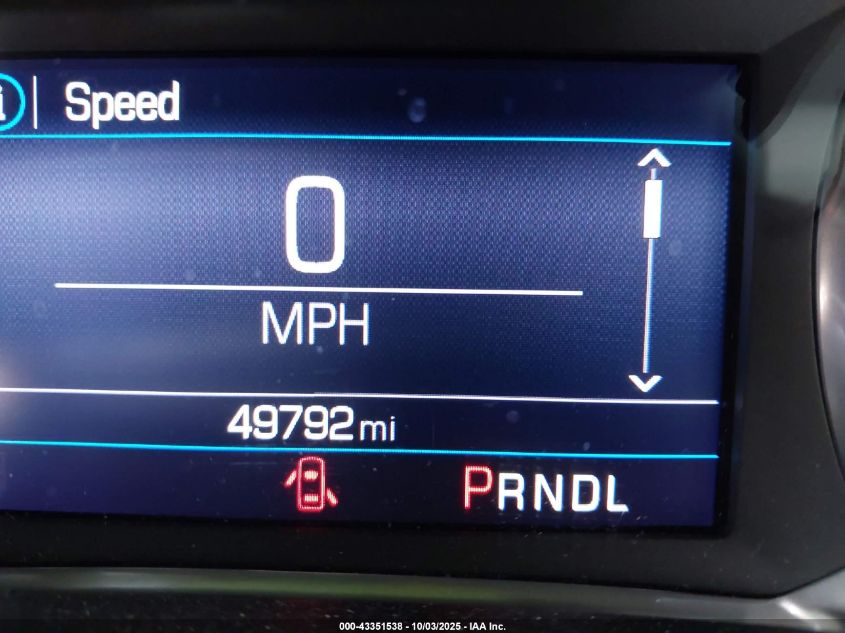 i Speed
0
MPH
49792 mi
PRNDL
000-43351538 - 10/03/2025 - IAA Inc.